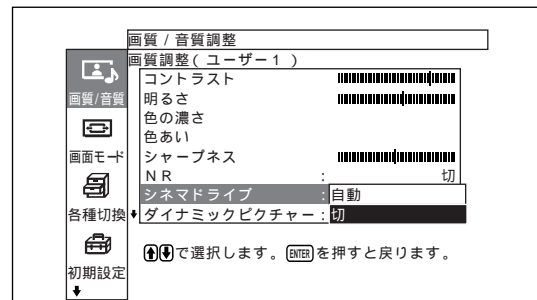 画質 / 音質調整
画質調整(ユーザー1)
画質/音質
画面モード
各種切換
初期設定
コントラスト
明るさ
色の濃さ
色あい
シャープネス
NR : 切
シネマドライブ : 自動
ダイナミックピクチャー : 切
で選択します。ENTERを押すと戻ります。